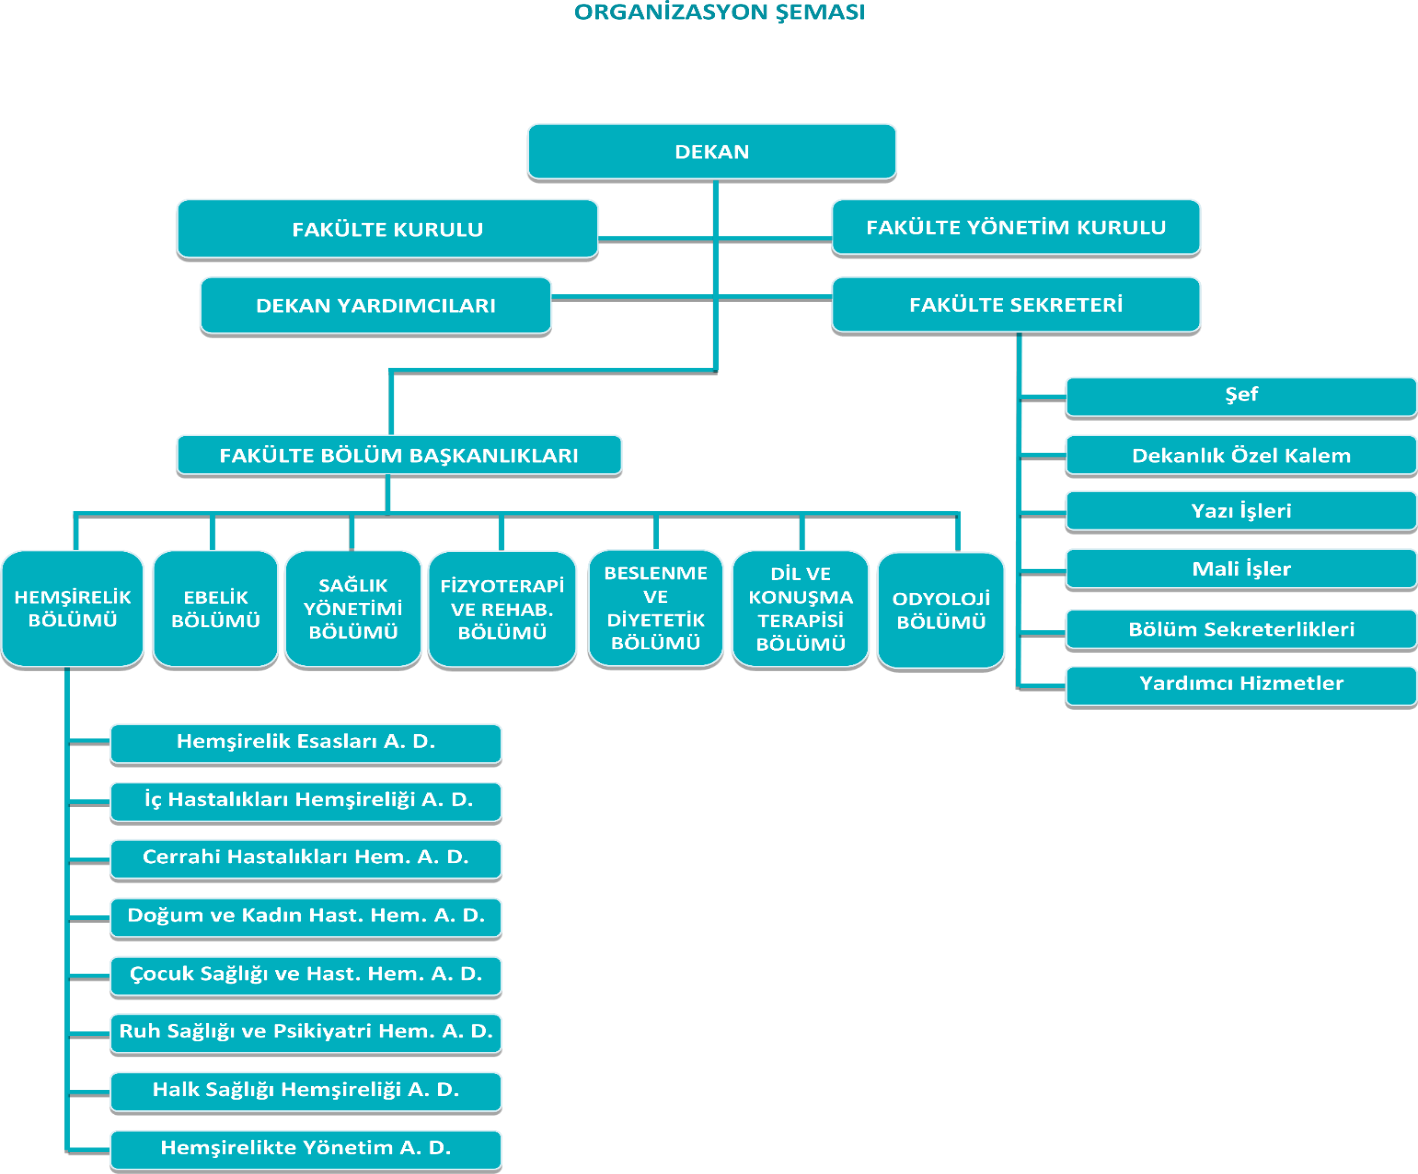 ORGANİZASYON ŞEMASI
DEKAN
FAKÜLTE KURULU
FAKÜLTE YÖNETİM KURULU
DEKAN YARDIMCILARI
FAKÜLTE SEKRETERİ
Şef
Dekanlık Özel Kalem
Yazı İşleri
Mali İşler
Bölüm Sekreterlikleri
Yardımcı Hizmetler
FAKÜLTE BÖLÜM BAŞKANLIKLARI
HEMŞİRELİK
BÖLÜMÜ
EBELİK
BÖLÜMÜ
SAĞLIK
YÖNETİMİ
BÖLÜMÜ
FİZYOTERAPİ
VE REHAB.
BÖLÜMÜ
BESLENME
VE
DİYETETİK
BÖLÜMÜ
DİL VE
KONUŞMA
TERAPİSİ
BÖLÜMÜ
ODYOLOJİ
BÖLÜMÜ
Hemşirelik Esasları A. D.
İç Hastalıkları Hemşireliği A. D.
Cerrahi Hastalıkları Hem. A. D.
Doğum ve Kadın Hast. Hem. A. D.
Çocuk Sağlığı ve Hast. Hem. A. D.
Ruh Sağlığı ve Psikiyatri Hem. A. D.
Halk Sağlığı Hemşireliği A. D.
Hemşirelikte Yönetim A. D.